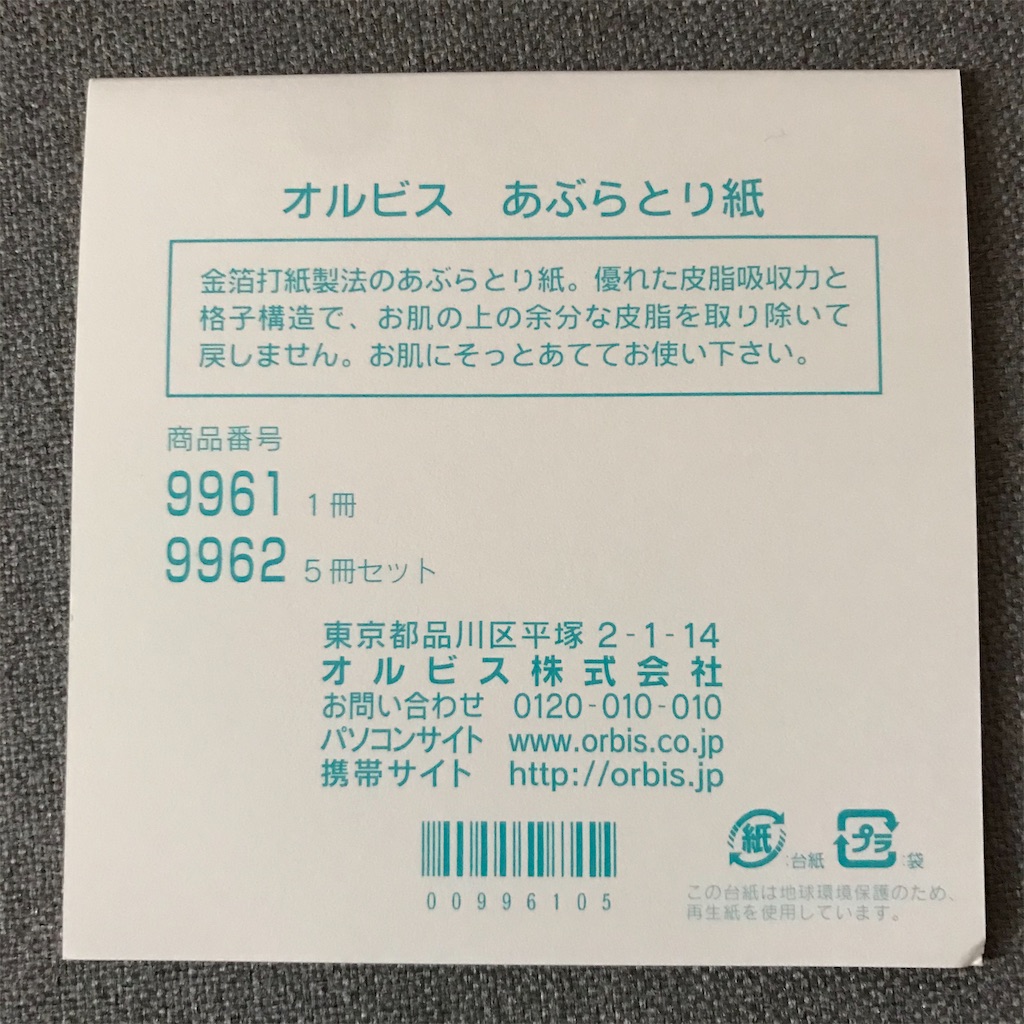 オルビス　あぶらとり紙
金箔打紙製法のあぶらとり紙。優れた皮脂吸収力と
格子構造で、お肌の上の余分な皮脂を取り除いて
戻しません。お肌にそっとあててお使い下さい。
商品番号
9961 1冊
9962 5冊セット
東京都品川区平塚 2-1-14
オルビス株式会社
お問い合わせ　0120-010-010
パソコンサイト　www.orbis.co.jp
携帯サイト　http://orbis.jp
00996105
紙:台紙 プラ:袋
この台紙は地球環境保護のため、
再生紙を使用しています。